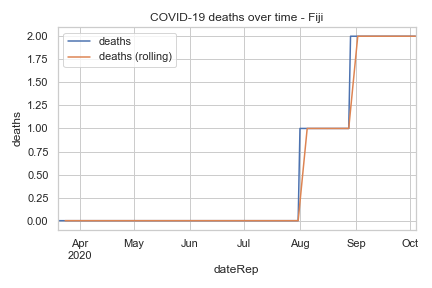 COVID-19 deaths over time - Fiji
deaths
deaths (rolling)
2.00
1.75
1.50
1.25
1.00
0.75
0.50
0.25
0.00
deaths
Apr May Jun Jul Aug Sep Oct
2020
dateRep